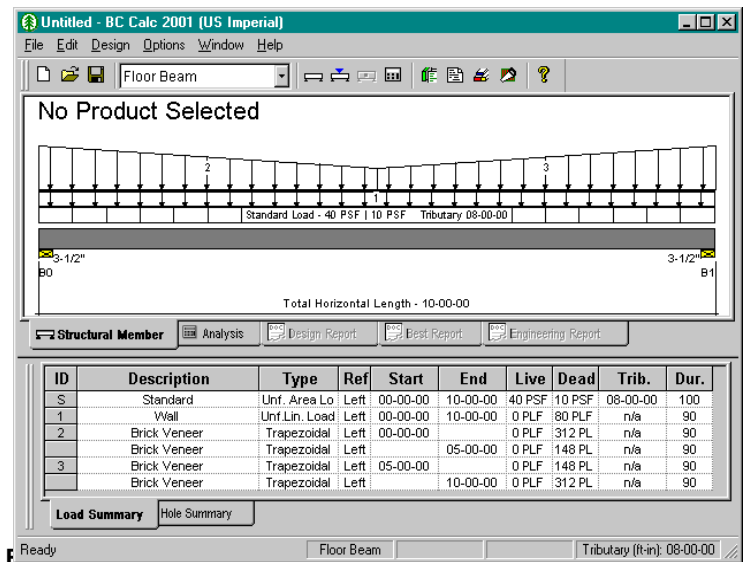 Untitled - BC Calc 2001 (US Imperial)
File Edit Design Options Window Help
Floor Beam
No Product Selected
2 3
1
Standard Load - 40 PSF | 10 PSF Tributary 08-00-00
3-1/2" 3-1/2"
B0 B1
Total Horizontal Length - 10-00-00
Structural Member Analysis Design Report Best Report Engineering Report
ID Description Type Ref Start End Live Dead Trib. Dur.
S Standard Unf. Area Lo Left 00-00-00 10-00-00 40 PSF 10 PSF 08-00-00 100
1 Wall Unf.Lin. Load Left 00-00-00 10-00-00 0 PLF 80 PLF n/a 90
2 Brick Veneer Trapezoidal Left 00-00-00 0 PLF 312 PL n/a 90
Brick Veneer Trapezoidal Left 05-00-00 0 PLF 148 PL n/a 90
3 Brick Veneer Trapezoidal Left 05-00-00 0 PLF 148 PL n/a 90
Brick Veneer Trapezoidal Left 10-00-00 0 PLF 312 PL n/a 90
Load Summary Hole Summary
Ready Floor Beam Tributary (ft-in): 08-00-00